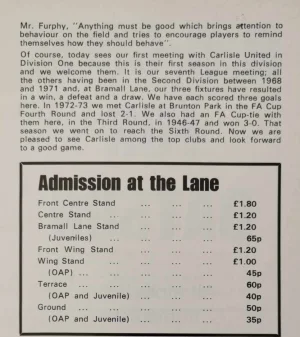 Mr. Furphy, "Anything must be good which brings attention to
behaviour on the field and tries to encourage players to remind
themselves how they should behave".
Of course, today sees our first meeting with Carlisle United in
Division One because this is their first season in this division
and we welcome them. It is our seventh League meeting; all
the others having been in the Second Division between 1968
and 1971 and, at Bramall Lane, our three fixtures have resulted
in a win, a defeat and a draw. We have each scored three goals
here. In 1972-73 we met Carlisle at Brunton Park in the FA Cup
Fourth Round and lost 2-1. We also had an FA Cup-tie with
them here, in the Third Round, in 1946-47 and won 3-0. That
season we went on to reach the Sixth Round. Now we are
pleased to see Carlisle among the top clubs and look forward
to a good game.
Admission at the Lane
Front Centre Stand ... ... ... £1.80
Centre Stand ... ... ... ... £1.20
Bramall Lane Stand ... ... ... £1.20
(Juveniles) ... ... ... ... 65p
Front Wing Stand ... ... ... £1.20
Wing Stand ... ... ... ... £1.00
(OAP) ... ... ... ... ... 45p
Terrace ... ... ... ... ... 60p
(OAP and Juvenile) ... ... ... 40p
Ground ... ... ... ... ... 50p
(OAP and Juvenile) ... ... ... 35p